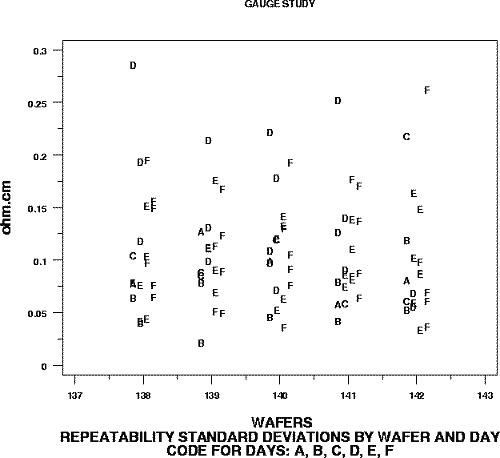 GAUGE STUDY
0.3
0.25
0.2
0.15
0.1
0.05
0
ohm.cm
137 138 139 140 141 142 143
WAFERS
REPEATABILITY STANDARD DEVIATIONS BY WAFER AND DAY
CODE FOR DAYS: A, B, C, D, E, F